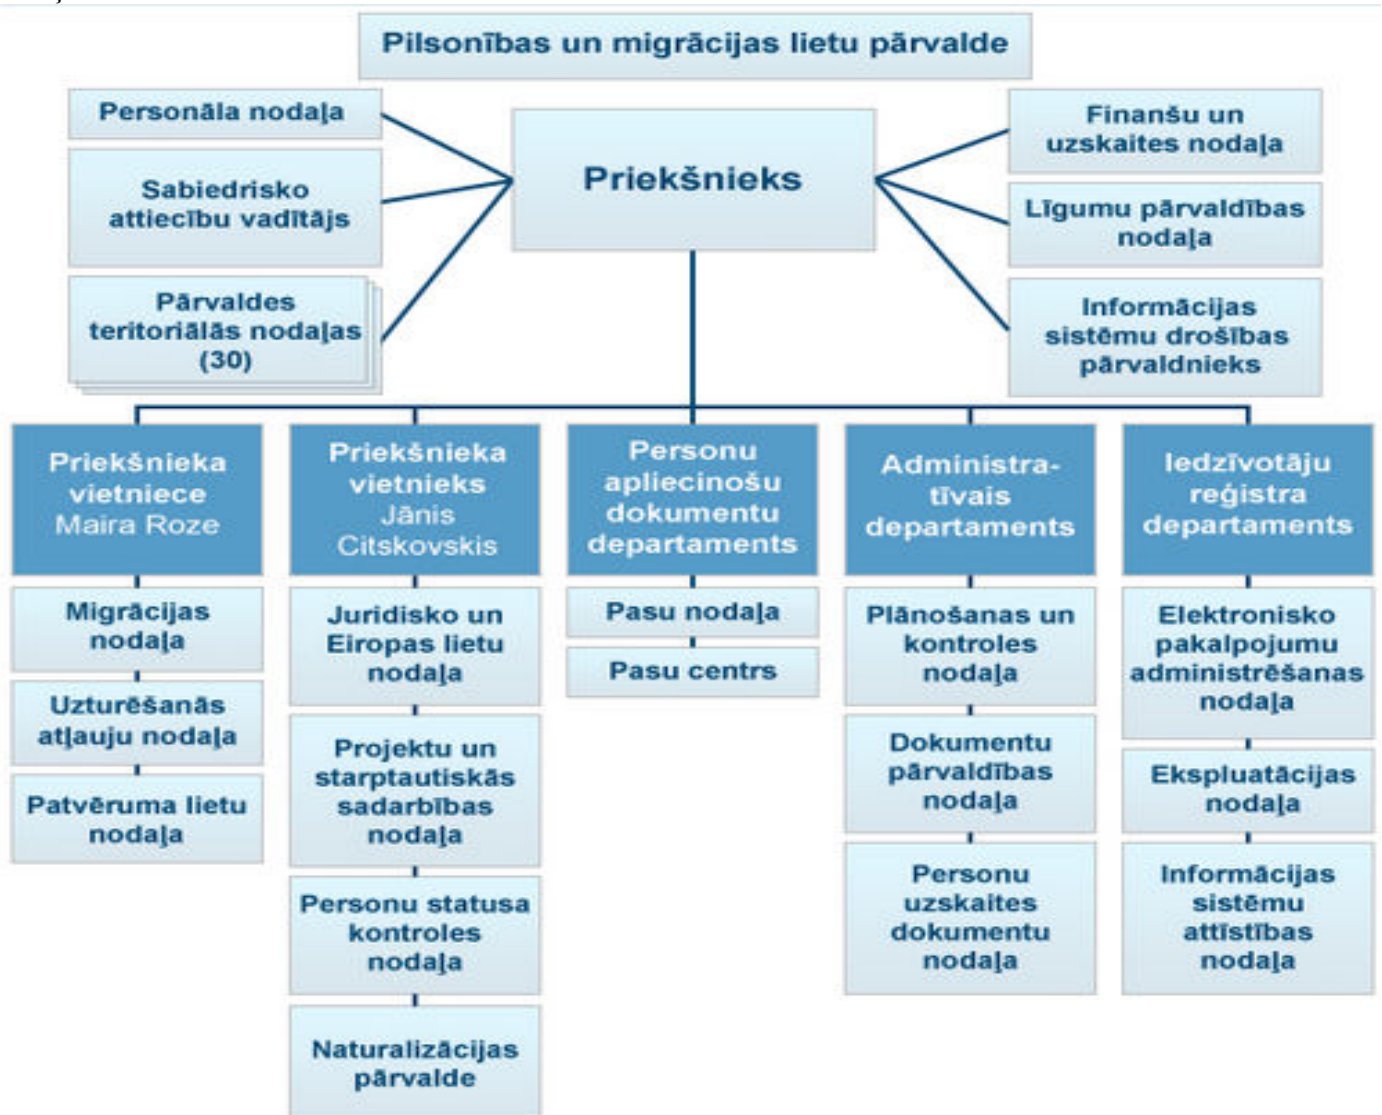 Pilsonības un migrācijas lietu pārvalde
Personāla nodaļa
Sabiedrisko
attiecību vadītājs
Pārvaldes
teritoriālās nodaļas
(30)
Priekšnieks
Finanšu un
uzskaites nodaļa
Līgumu pārvaldības
nodaļa
Informācijas
sistēmu drošības
pārvaldnieks
Priekšnieka
vietniece
Maira Roze
Migrācijas
nodaļa
Uzturēšanās
atļauju nodaļa
Patvēruma lietu
nodaļa
Priekšnieka
vietnieks
Jānis
Citskovskis
Juridisko un
Eiropas lietu
nodaļa
Projektu un
starptautiskās
sadarbības
nodaļa
Personu statusa
kontroles
nodaļa
Naturalizācijas
pārvalde
Personu
apliecinošu
dokumentu
departaments
Pasu nodaļa
Pasu centrs
Administra-
tīvais
departaments
Plānošanas un
kontroles
nodaļa
Dokumentu
pārvaldības
nodaļa
Personu
uzskaites
dokumentu
nodaļa
Iedzīvotāju
reģistra
departaments
Elektronisko
pakalpojumu
administrēšanas
nodaļa
Ekspluatācijas
nodaļa
Informācijas
sistēmu
attīstības
nodaļa